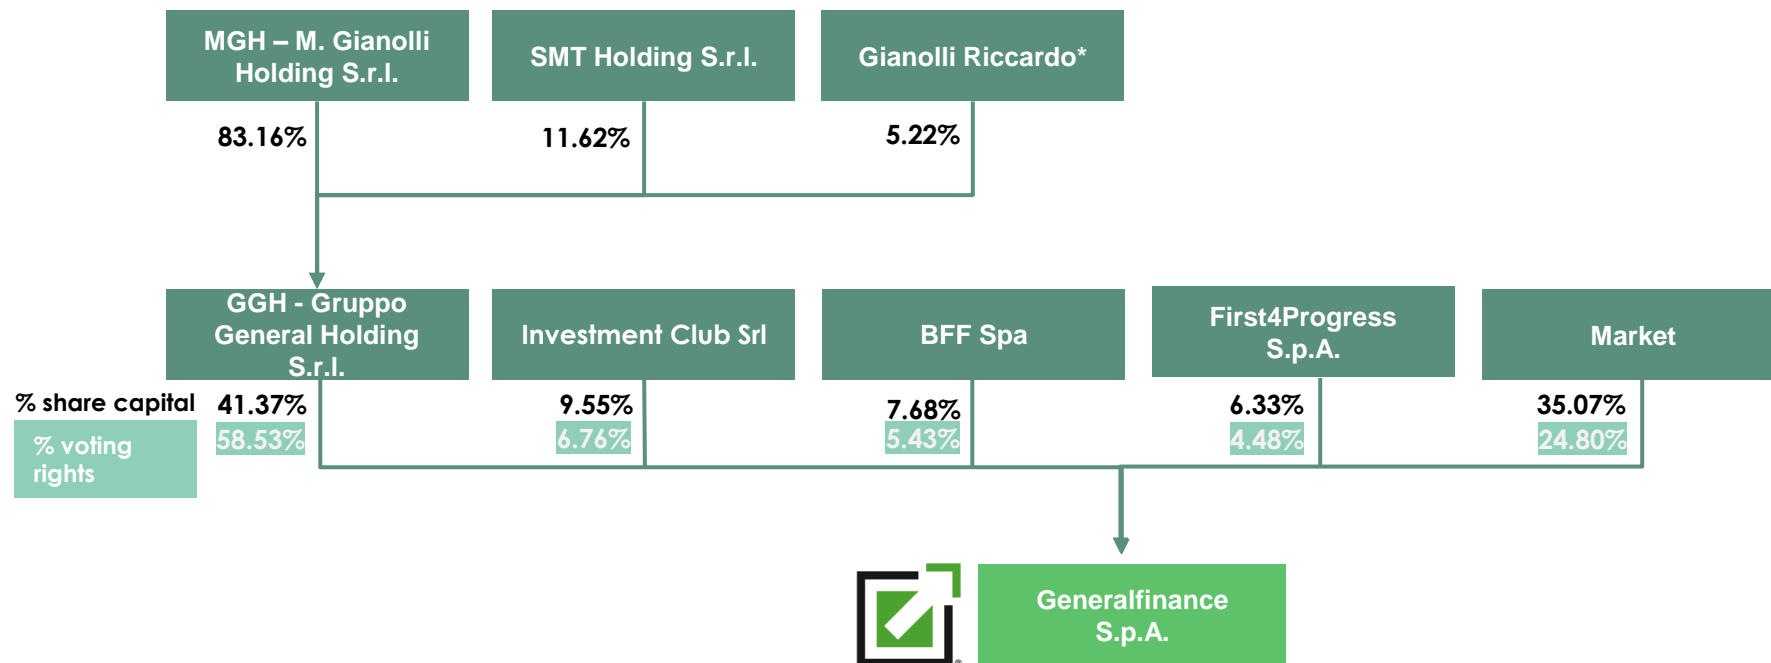 MGH – M. Gianolli
Holding S.r.l.
SMT Holding S.r.l.
Gianolli Riccardo*
83.16%
11.62%
5.22%
GGH - Gruppo
General Holding
S.r.l.
Investment Club Srl
BFF Spa
First4Progress
S.p.A.
Market
% share capital
41.37%
9.55%
7.68%
6.33%
35.07%
% voting
rights
58.53%
6.76%
5.43%
4.48%
24.80%
Generalfinance
S.p.A.
®